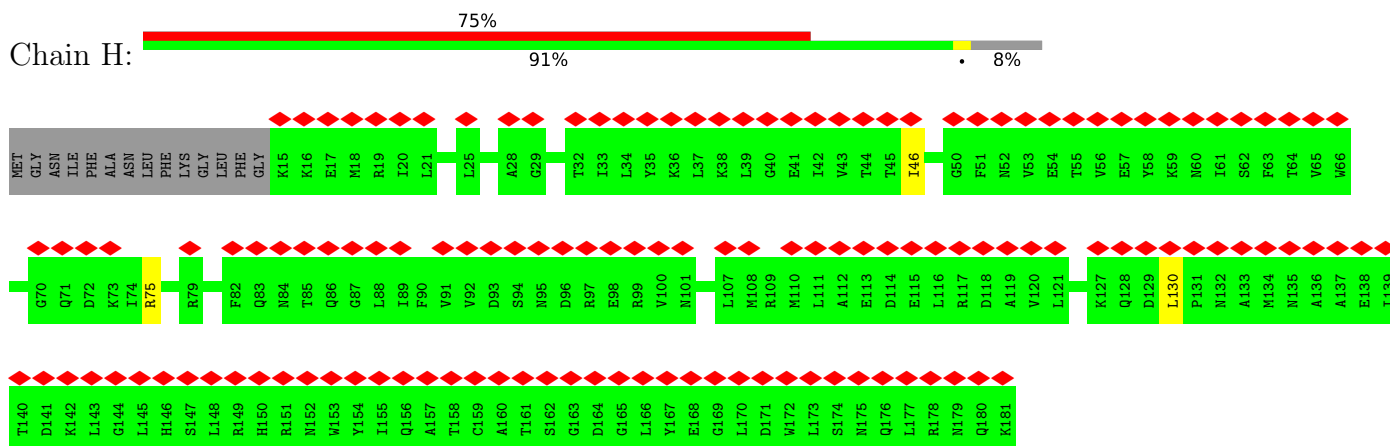 75%
Chain H:
91% • 8%
MET GLY ASN ILE PHE ALA ASN LEU PHE LYS GLY LEU PHE GLY K15 K16 E17 M18 R19 I20 L21 L25 A28 G29 T32 I33 L34 Y35 K36 L37 K38 L39 G40 E41 I42 V43 T44 T45 I46 G50 F51 N52 V53 E54 T55 V56 E57 Y58 K59 N60 I61 S62 F63 T64 V65 W66
G70 Q71 D72 K73 I74 R75 R79 F82 Q83 N84 T85 Q86 G87 L88 I89 F90 V91 V92 D93 S94 N95 D96 R97 E98 R99 V100 N101 L107 M108 R109 M110 L111 A112 E113 D114 E115 L116 R117 D118 A119 V120 L121 K127 Q128 D129 L130 P131 N132 A133 M134 N135 A136 A137 E138 I139
T140 D141 K142 L143 G144 L145 H146 S147 L148 R149 H150 R151 N152 W153 Y154 I155 Q156 A157 T158 C159 A160 T161 S162 G163 D164 G165 L166 Y167 E168 G169 L170 D171 W172 L173 S174 N175 Q176 L177 R178 N179 Q180 K181